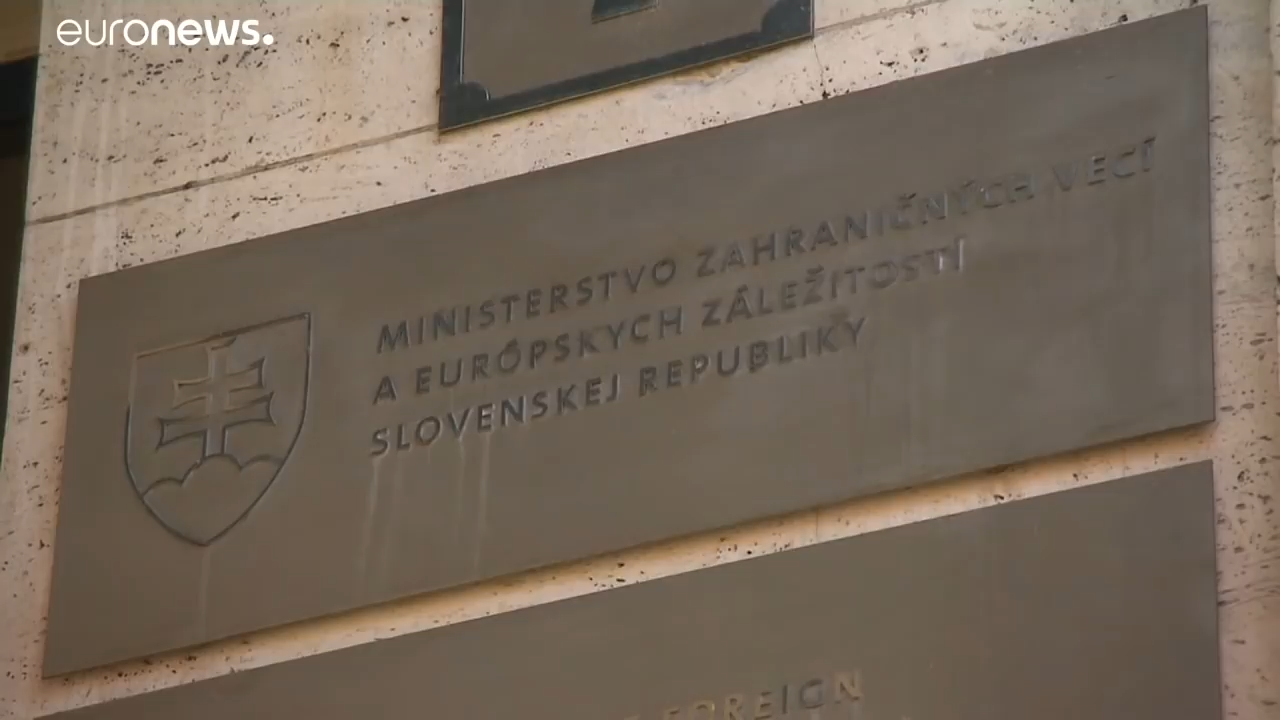 euronews.
MINISTERSTVO ZAHRANIČNÝCH VECÍ
A EURÓPSKYCH ZÁLEŽITOSTÍ
SLOVENSKEJ REPUBLIKY
FOREIGN